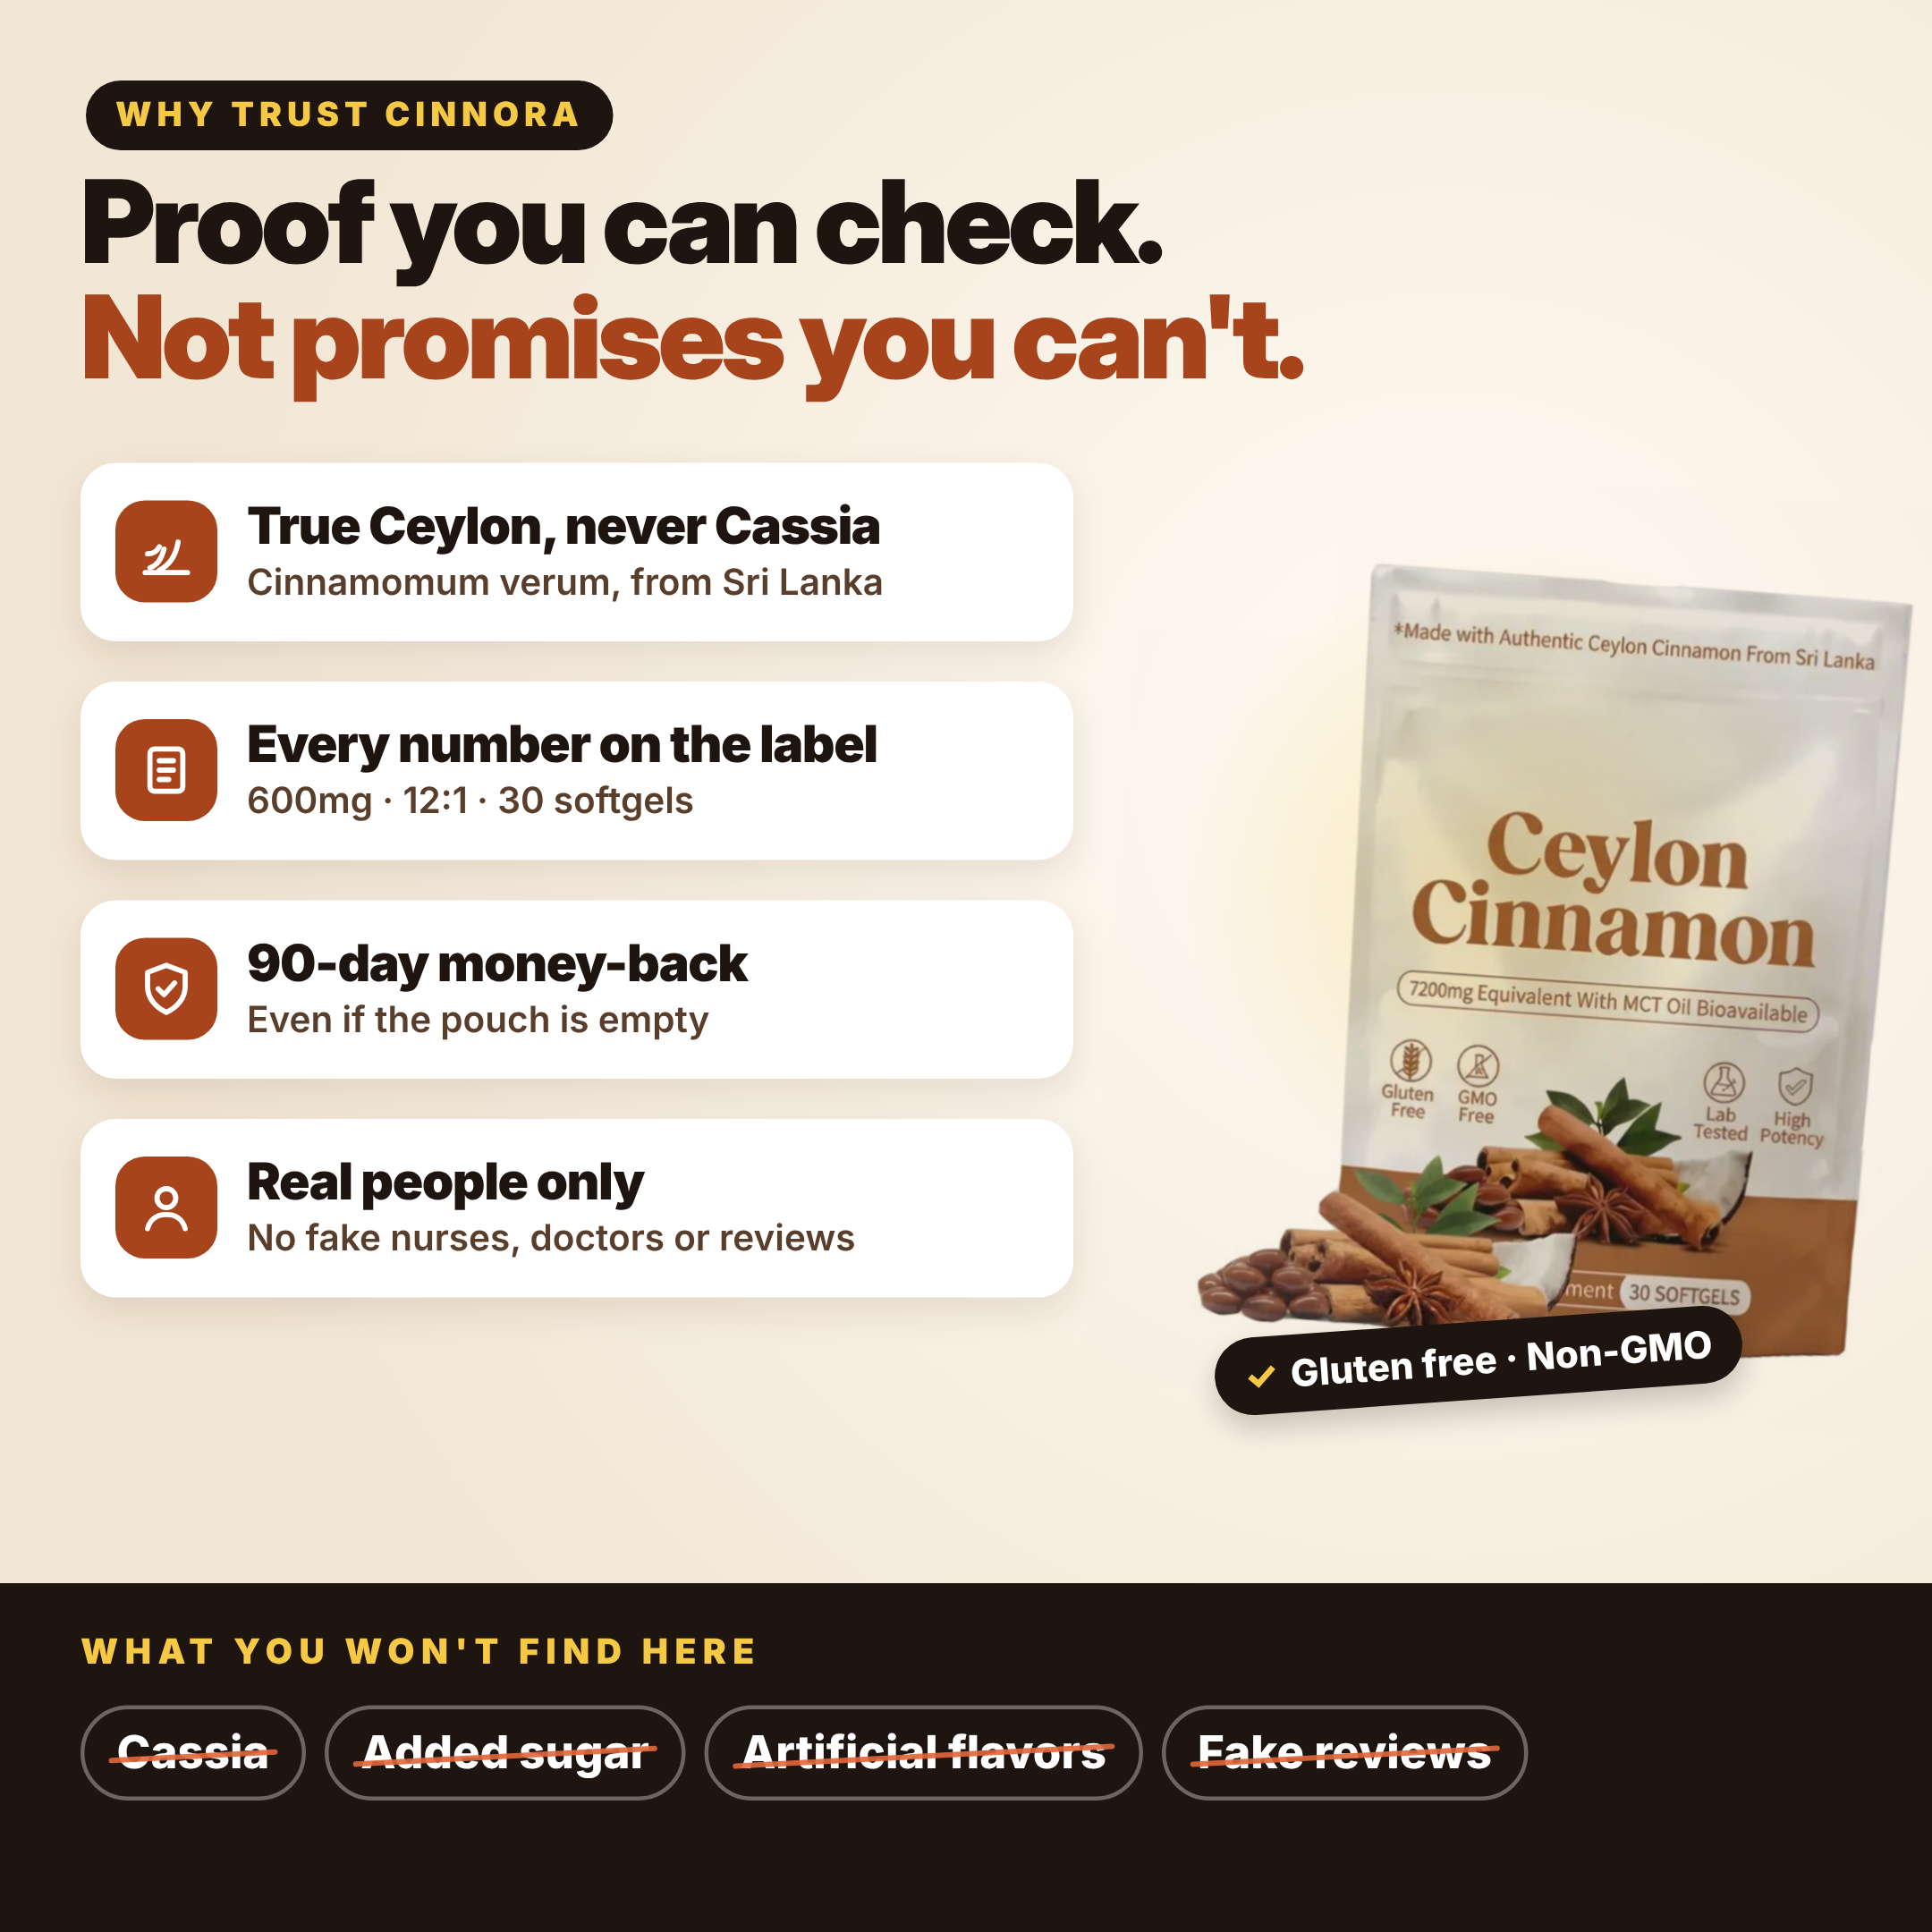 WHY TRUST CINNORA
Proof you can check.
Not promises you can't.
True Ceylon, never Cassia
Cinnamomum verum, from Sri Lanka
Every number on the label
600mg · 12:1 · 30 softgels
90-day money-back
Even if the pouch is empty
Real people only
No fake nurses, doctors or reviews
*Made with Authentic Ceylon Cinnamon From Sri Lanka
Ceylon
Cinnamon
7200mg Equivalent With MCT Oil Bioavailable
Gluten
Free
GMO
Free
Lab
Tested
High
Potency
30 SOFTGELS
Gluten free · Non-GMO
WHAT YOU WON'T FIND HERE
Cassia
Added sugar
Artificial flavors
Fake reviews